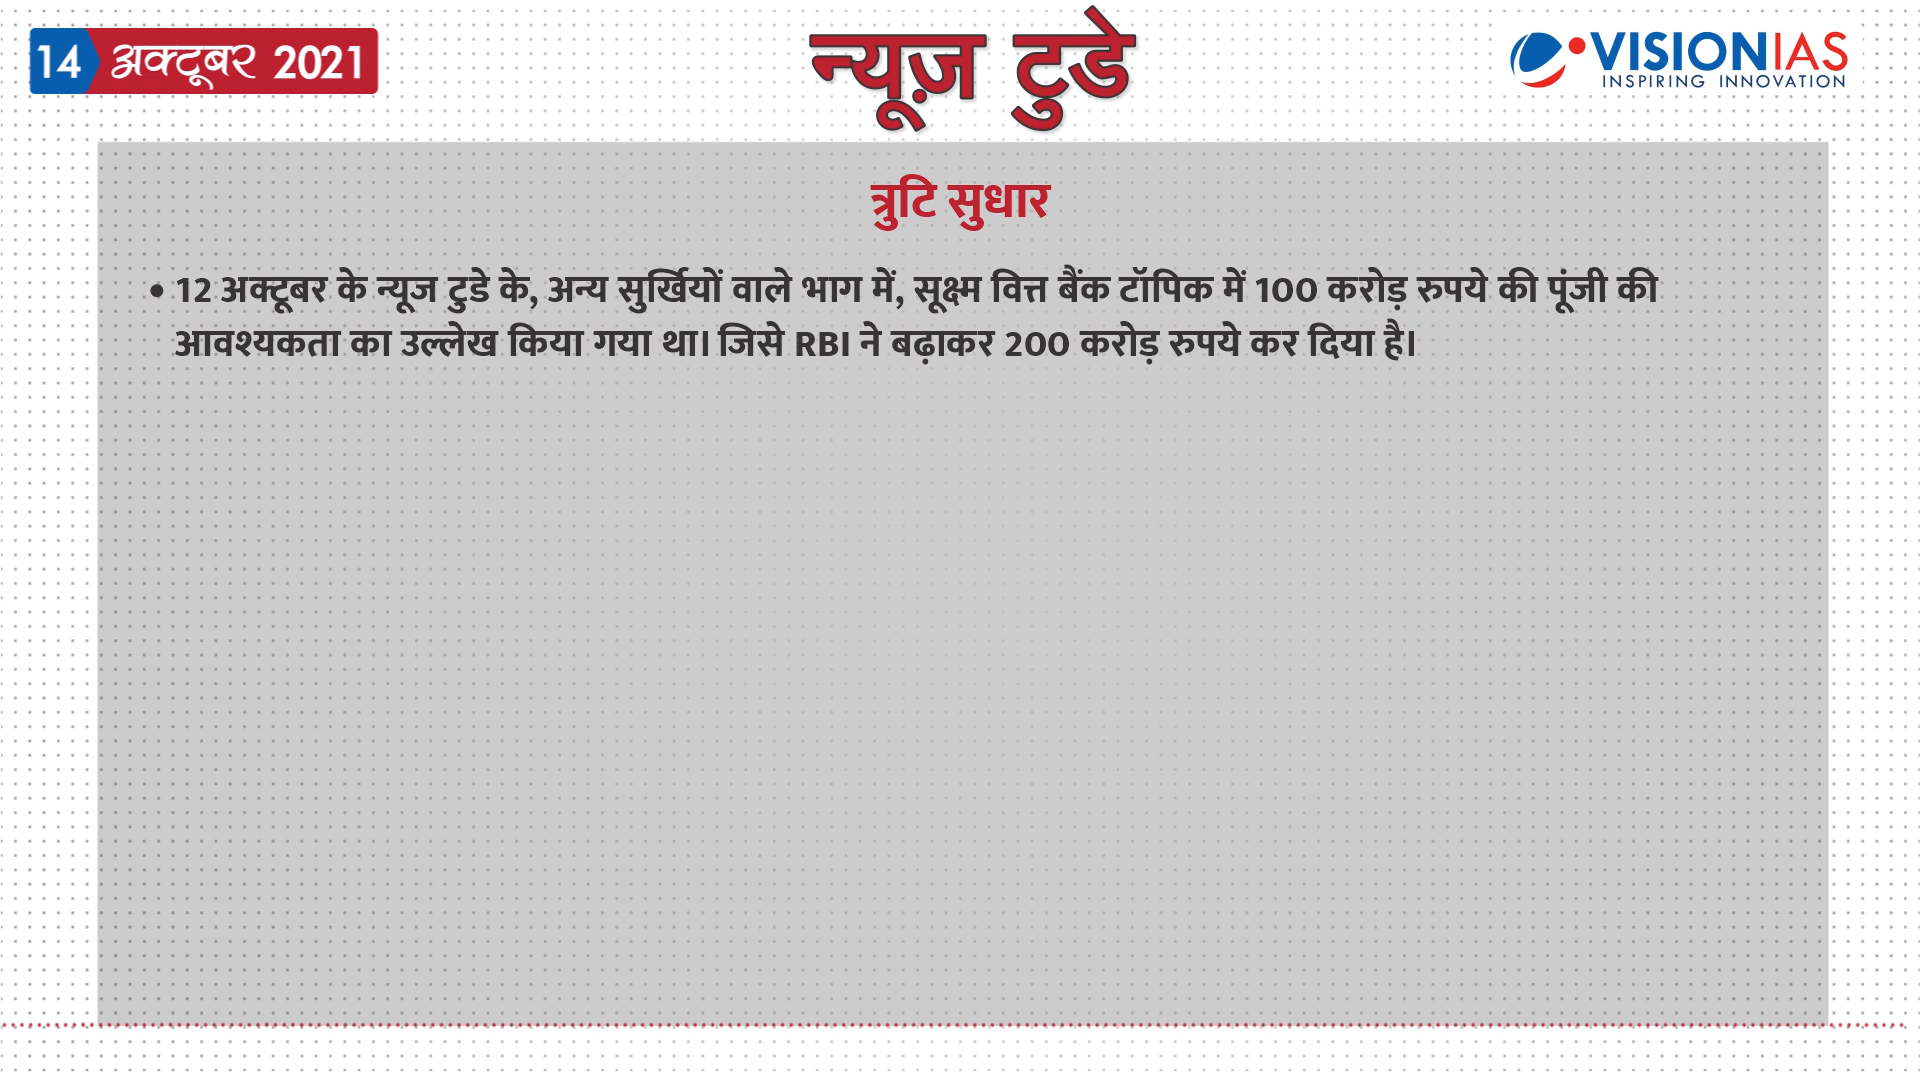 14 अक्टूबर 2021
न्यूज़ टुडे
VISIONIAS
INSPIRING INNOVATION
त्रुटि सुधार
• 12 अक्टूबर के न्यूज टुडे के, अन्य सुर्खियों वाले भाग में, सूक्ष्म वित्त बैंक टॉपिक में 100 करोड़ रुपये की पूंजी की
आवश्यकता का उल्लेख किया गया था। जिसे RBI ने बढ़ाकर 200 करोड़ रुपये कर दिया है।